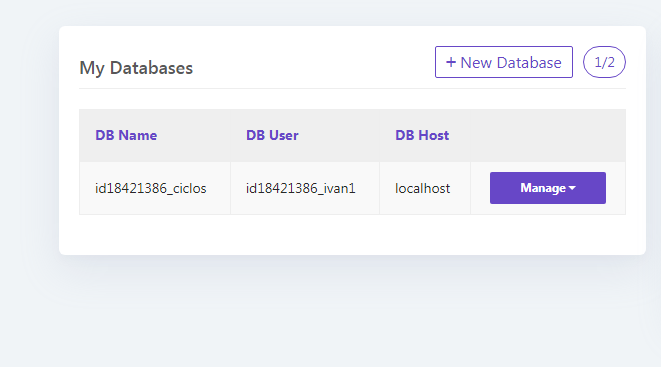 My Databases
+ New Database
1/2
DB Name DB User DB Host
id18421386_ciclos id18421386_ivan1 localhost Manage